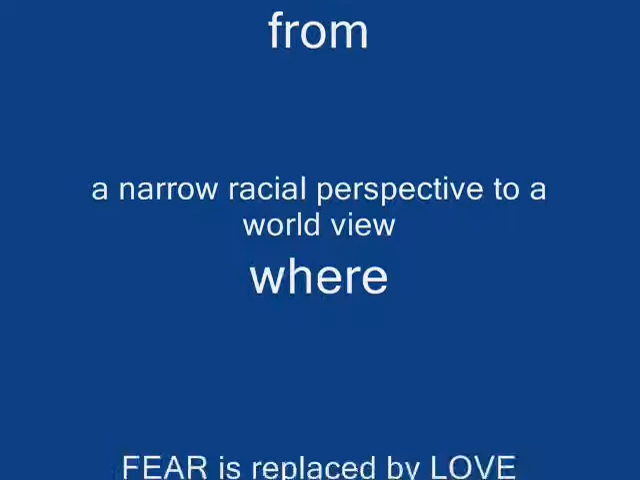 from
a narrow racial perspective to a
world view
where
FEAR is replaced by LOVE